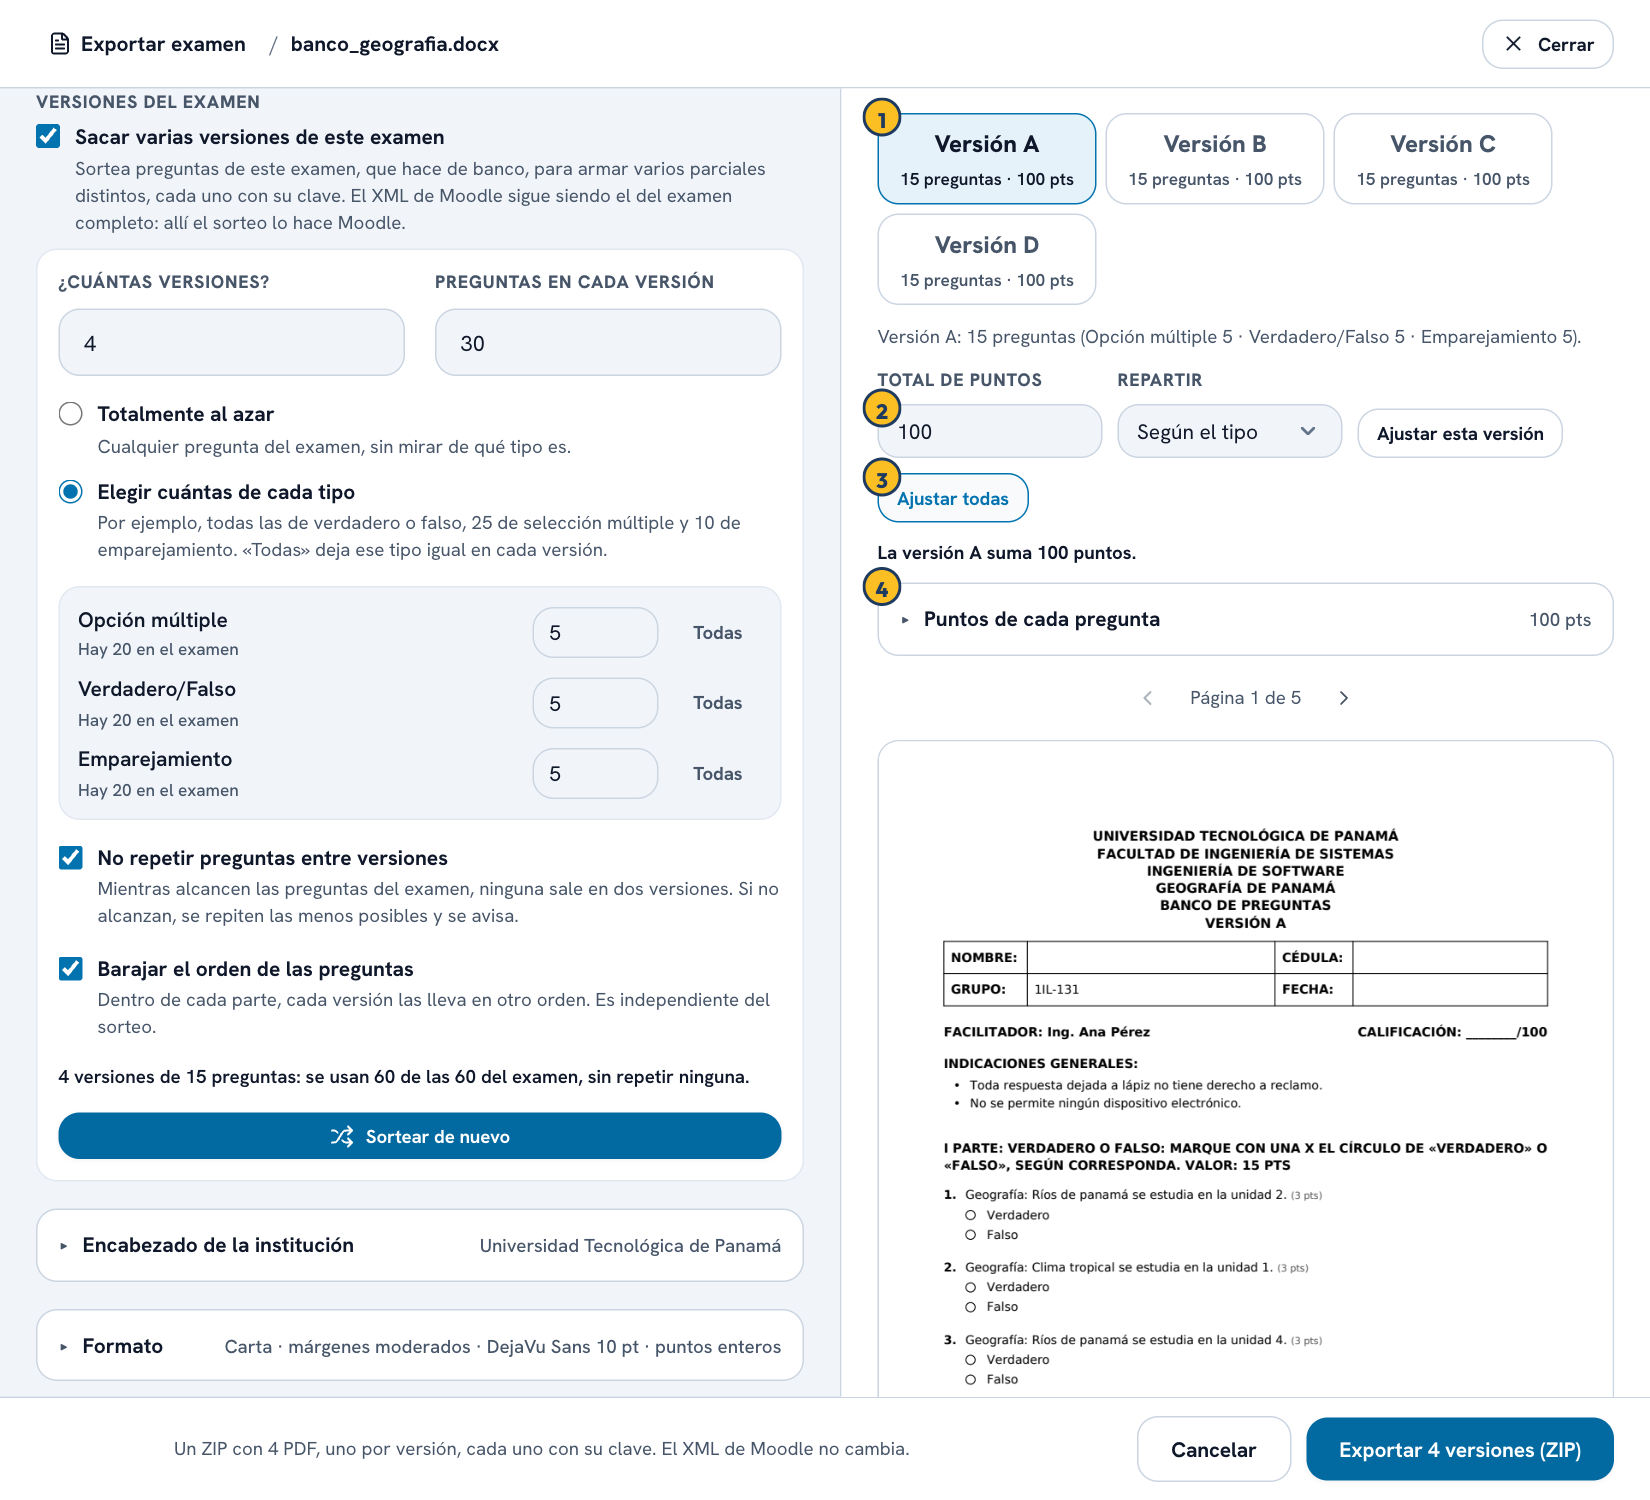 Exportar examen / banco_geografia.docx
Cerrar
VERSIONES DEL EXAMEN
Sacar varias versiones de este examen
Sortea preguntas de este examen, que hace de banco, para armar varios parciales
distintos, cada uno con su clave. El XML de Moodle sigue siendo el del examen
completo: allí el sorteo lo hace Moodle.
¿CUÁNTAS VERSIONES?
PREGUNTAS EN CADA VERSIÓN
4
30
Totalmente al azar
Cualquier pregunta del examen, sin mirar de qué tipo es.
Elegir cuántas de cada tipo
Por ejemplo, todas las de verdadero o falso, 25 de selección múltiple y 10 de
emparejamiento. «Todas» deja ese tipo igual en cada versión.
Opción múltiple
Hay 20 en el examen
5
Todas
Verdadero/Falso
Hay 20 en el examen
5
Todas
Emparejamiento
Hay 20 en el examen
5
Todas
No repetir preguntas entre versiones
Mientras alcancen las preguntas del examen, ninguna sale en dos versiones. Si no
alcanzan, se repiten las menos posibles y se avisa.
Barajar el orden de las preguntas
Dentro de cada parte, cada versión las lleva en otro orden. Es independiente del
sorteo.
4 versiones de 15 preguntas: se usan 60 de las 60 del examen, sin repetir ninguna.
Sortear de nuevo
Encabezado de la institución
Universidad Tecnológica de Panamá
Formato
Carta · márgenes moderados · DejaVu Sans 10 pt · puntos enteros
1
Versión A
15 preguntas · 100 pts
Versión B
15 preguntas · 100 pts
Versión C
15 preguntas · 100 pts
Versión D
15 preguntas · 100 pts
Versión A: 15 preguntas (Opción múltiple 5 · Verdadero/Falso 5 · Emparejamiento 5).
TOTAL DE PUNTOS
REPARTIR
2
100
Según el tipo
Ajustar esta versión
3
Ajustar todas
La versión A suma 100 puntos.
4
Puntos de cada pregunta
100 pts
Página 1 de 5
UNIVERSIDAD TECNOLÓGICA DE PANAMÁ
FACULTAD DE INGENIERÍA DE SISTEMAS
INGENIERÍA DE SOFTWARE
GEOGRAFÍA DE PANAMÁ
BANCO DE PREGUNTAS
VERSIÓN A
NOMBRE:
CÉDULA:
GRUPO: 1IL-131
FECHA:
FACILITADOR: Ing. Ana Pérez
CALIFICACIÓN: _______/100
INDICACIONES GENERALES:
• Toda respuesta dejada a lápiz no tiene derecho a reclamo.
• No se permite ningún dispositivo electrónico.
I PARTE: VERDADERO O FALSO: MARQUE CON UNA X EL CÍRCULO DE «VERDADERO» O
«FALSO», SEGÚN CORRESPONDA. VALOR: 15 PTS
1. Geografía: Ríos de panamá se estudia en la unidad 2. (3 pts)
Verdadero
Falso
2. Geografía: Clima tropical se estudia en la unidad 1. (3 pts)
Verdadero
Falso
3. Geografía: Ríos de panamá se estudia en la unidad 4. (3 pts)
Verdadero
Falso
Un ZIP con 4 PDF, uno por versión, cada uno con su clave. El XML de Moodle no cambia.
Cancelar
Exportar 4 versiones (ZIP)